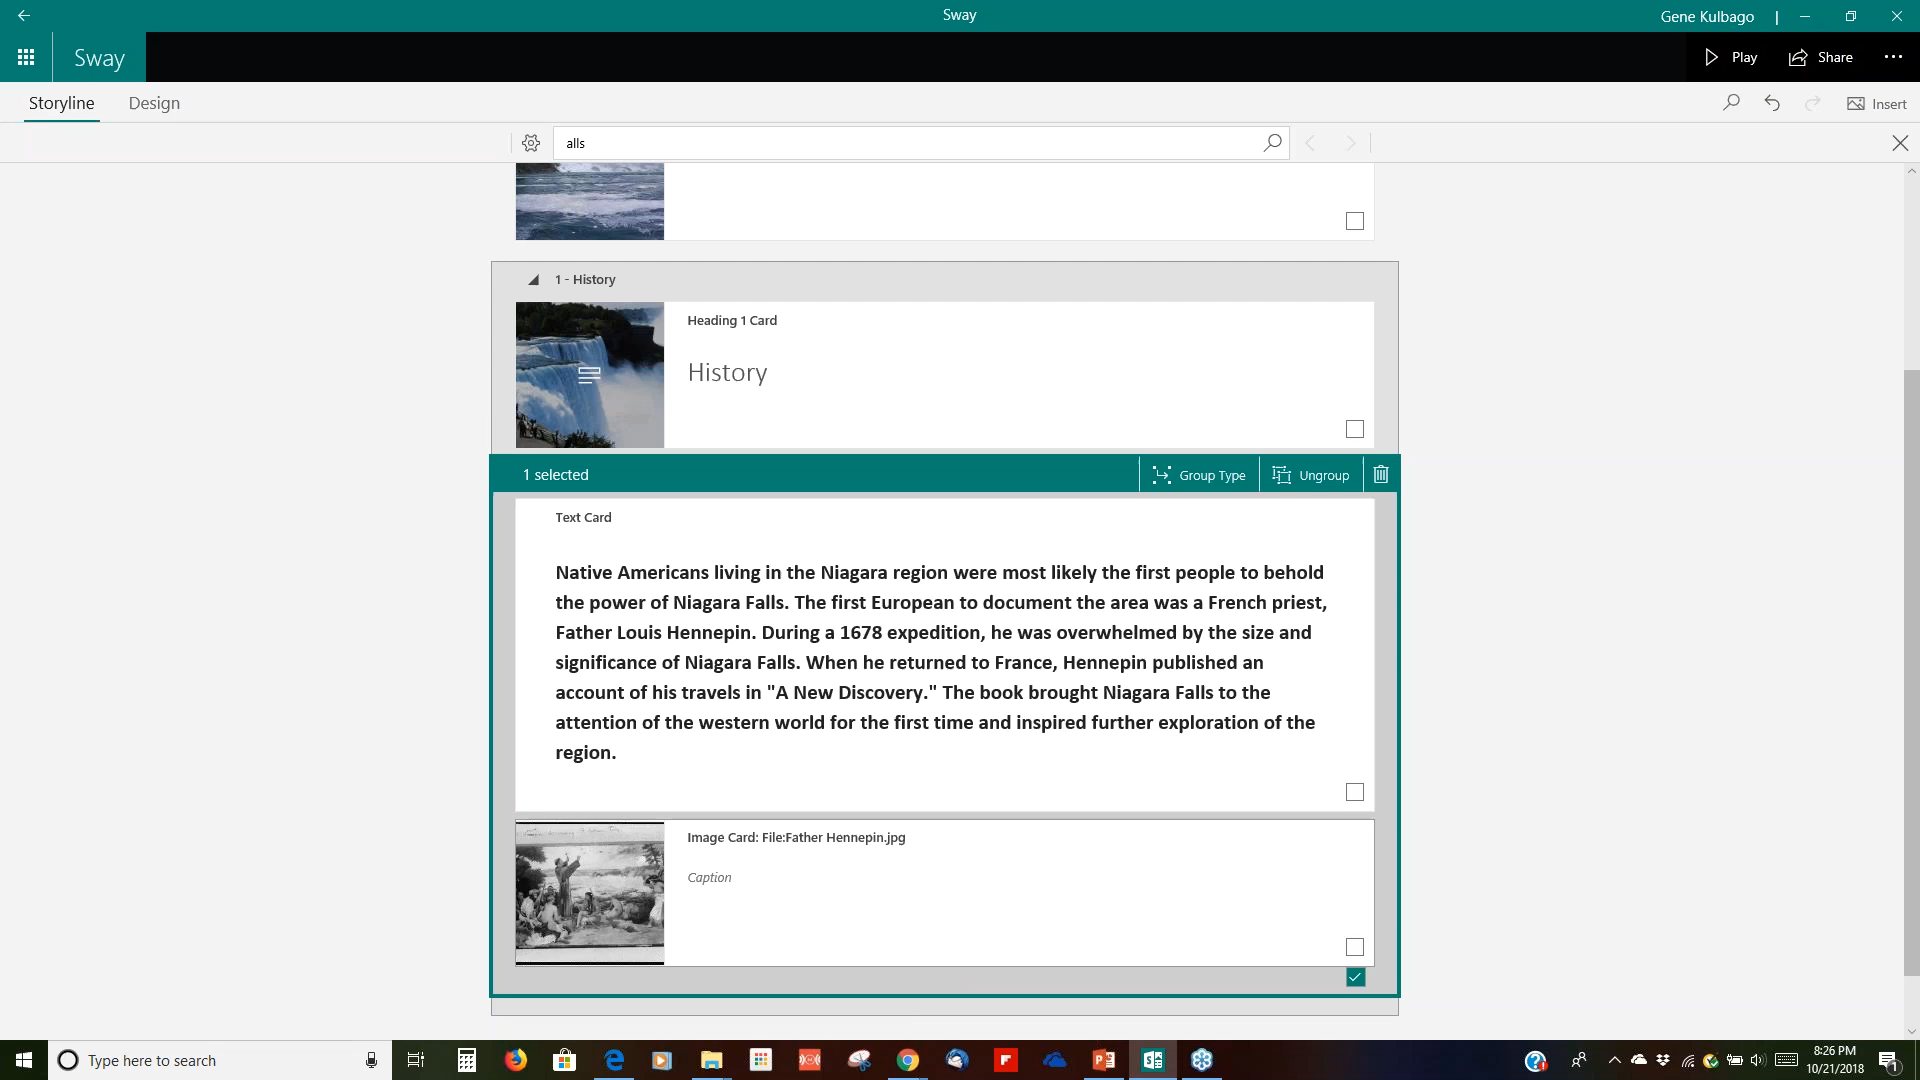 Sway
Gene Kulbago
Sway
Play
Share
Storyline
Design
Insert
alls
1 - History
Heading 1 Card
History
1 selected
Group Type
Ungroup
Text Card
Native Americans living in the Niagara region were most likely the first people to behold
the power of Niagara Falls. The first European to document the area was a French priest,
Father Louis Hennepin. During a 1678 expedition, he was overwhelmed by the size and
significance of Niagara Falls. When he returned to France, Hennepin published an
account of his travels in "A New Discovery." The book brought Niagara Falls to the
attention of the western world for the first time and inspired further exploration of the
region.
Image Card: File:Father Hennepin.jpg
Caption
Type here to search
8:26 PM
10/21/2018